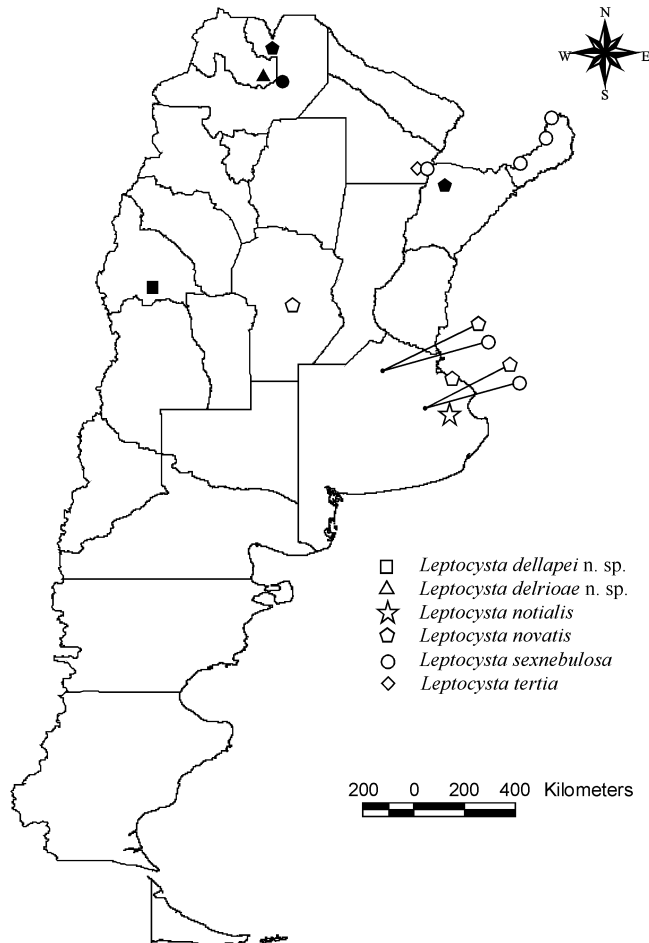 N
W E
S
Leptocysta dellapei n. sp.
Leptocysta delrioae n. sp.
Leptocysta notialis
Leptocysta novatis
Leptocysta sexnebulosa
Leptocysta tertia
200 0 200 400 Kilometers